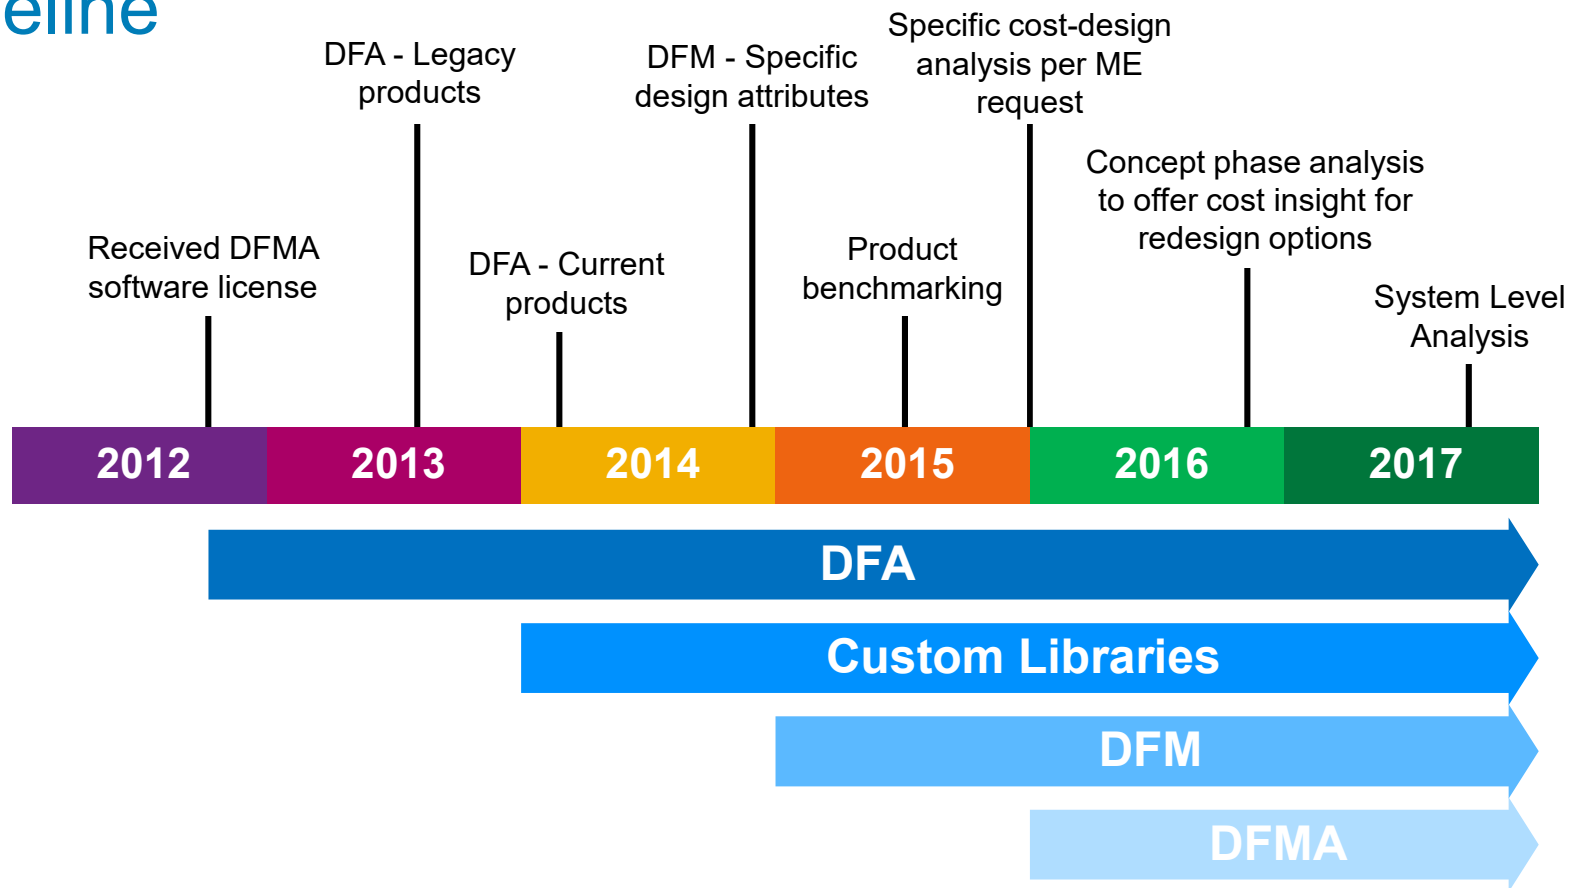 eline
DFA - Legacy
products
DFM - Specific
design attributes
Specific cost-design
analysis per ME
request
Concept phase analysis
to offer cost insight for
redesign options
Received DFMA
software license
DFA - Current
products
Product
benchmarking
System Level
Analysis
2012 2013 2014 2015 2016 2017
DFA
Custom Libraries
DFM
DFMA